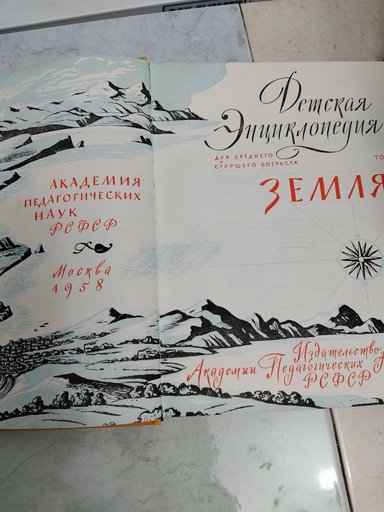 АКАДЕМИЯ
ПЕДАГОГИЧЕСКИХ
НАУК
РСФСР
Москва
1958
Детская
Энциклопедия
ДЛЯ СРЕДНЕГО
И
СТАРШЕГО ВОЗРАСТА
ЗЕМЛЯ
Издательство
Академии Педагогических
РСФСР